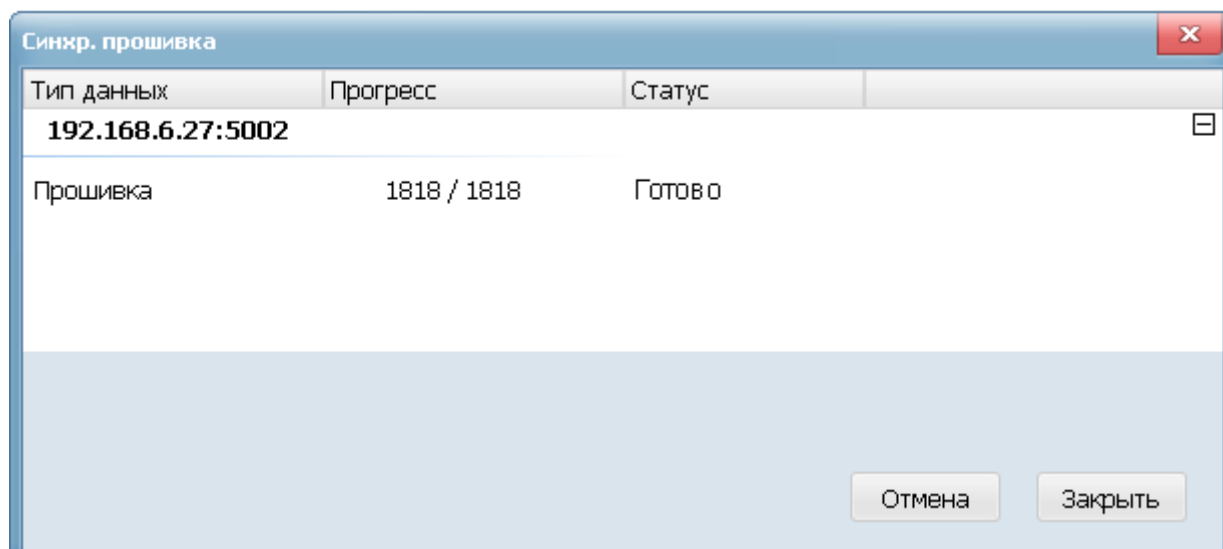 Синхр. прошивка
Тип данных Прогресс Статус
192.168.6.27:5002
Прошивка 1818 / 1818 Готово
Отмена Закрыть